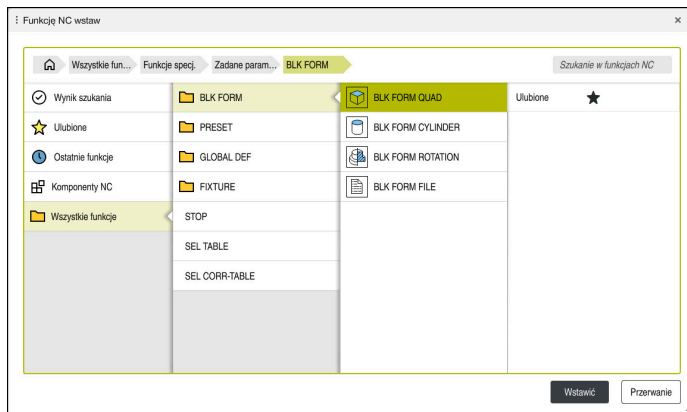 Funkcję NC wstaw
Wszystkie fun... Funkcje specj. Zadane param... BLK FORM Szukanie w funkcjach NC
Wynik szukania BLK FORM BLK FORM QUAD Ulubione
Ulubione PRESET BLK FORM CYLINDER
Ostatnie funkcje GLOBAL DEF BLK FORM ROTATION
Komponenty NC FIXTURE BLK FORM FILE
Wszystkie funkcje STOP
SEL TABLE
SEL CORR-TABLE
Wstawić Przerwanie